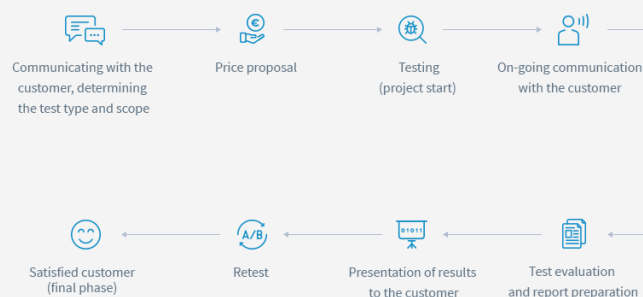 Communicating with the
customer, determining
the test type and scope
Price proposal
Testing
(project start)
On-going communication
with the customer
Satisfied customer
(final phase)
A/B
Retest
01011
Presentation of results
to the customer
Test evaluation
and report preparation